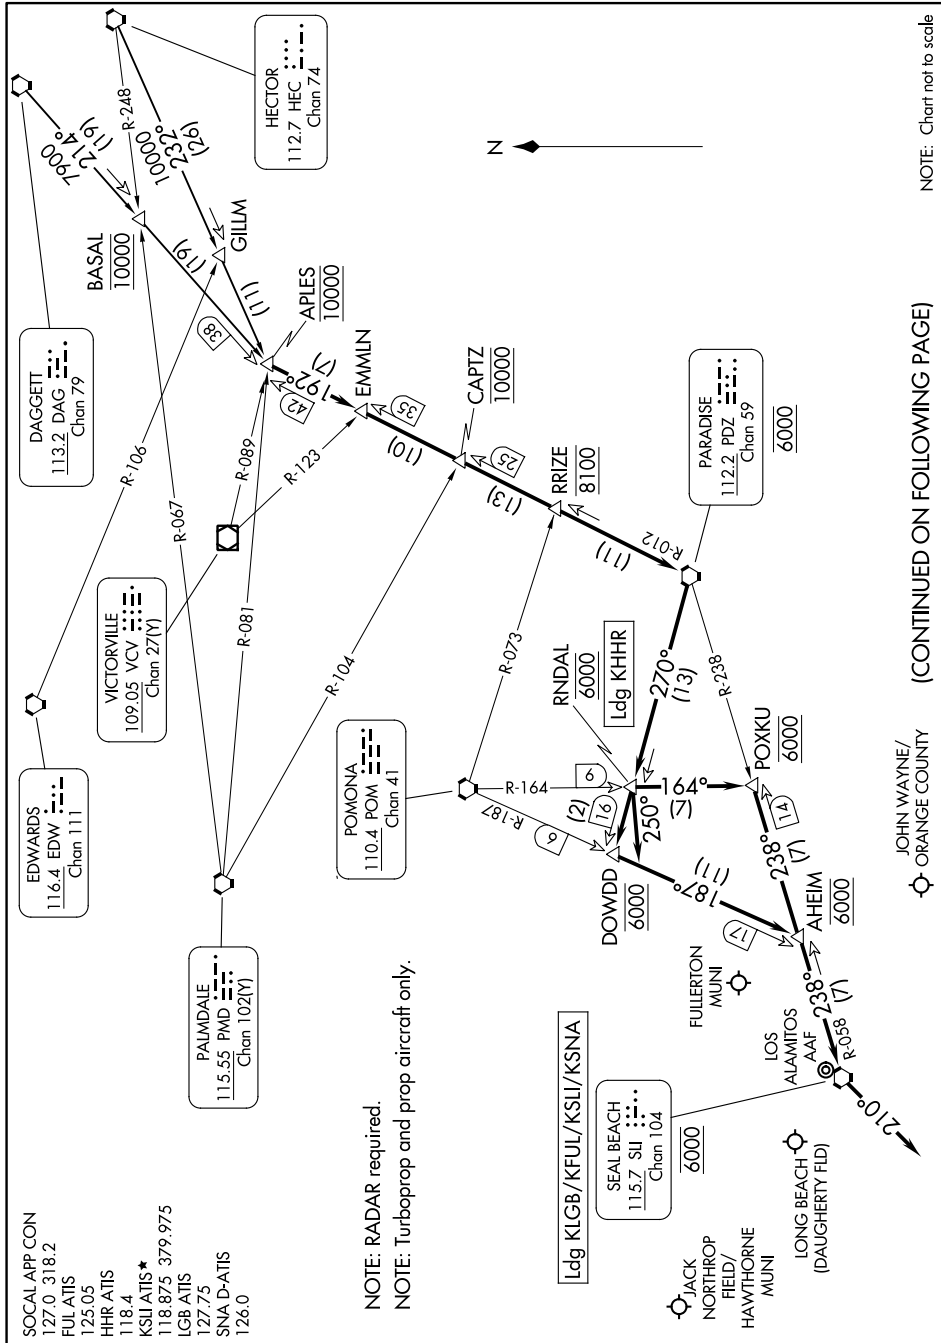 SOCAL APP CON
127.0 318.2
FUL ATIS
125.05
HHR ATIS
118.4
KSLI ATIS★
118.875 379.975
LGB ATIS
127.75
SNA D-ATIS
126.0
NOTE: RADAR required.
NOTE: Turboprop and prop aircraft only.
EDWARDS
116.4 EDW
Chan 111
DAGGETT
113.2 DAG
Chan 79
HECTOR
112.7 HEC
Chan 74
PALMDALE
115.55 PMD
Chan 102(Y)
VICTORVILLE
109.05 VCV
Chan 27(Y)
POMONA
110.4 POM
Chan 41
PARADISE
112.2 PDZ
Chan 59
6000
SEAL BEACH
115.7 SLI
Chan 104
6000
7900
214°
(19)
R-248
10000
232°
(26)
BASAL
10000
GILLM
(19)
(11)
R-106
R-067
R-089
R-081
R-123
38
42
APLES
10000
192°
(7)
EMMLN
35
(10)
CAPTZ
10000
25
(13)
R-104
RRIZE
8100
R-073
(11)
R-012
270°
(13)
R-238
RNDAL
6000
Ldg KHHR
R-164
9
R-187
9
16
(2)
250°
164°
(7)
DOWDD
6000
POXKU
6000
14
238°
(7)
187°
(11)
17
AHEIM
6000
238°
(7)
R-058
210°
FULLERTON
MUNI
LOS
ALAMITOS
AAF
LONG BEACH
(DAUGHERTY FLD)
JACK
NORTHROP
FIELD/
HAWTHORNE
MUNI
JOHN WAYNE/
ORANGE COUNTY
Ldg KLGB/KFUL/KSLI/KSNA
N
(CONTINUED ON FOLLOWING PAGE)
NOTE: Chart not to scale